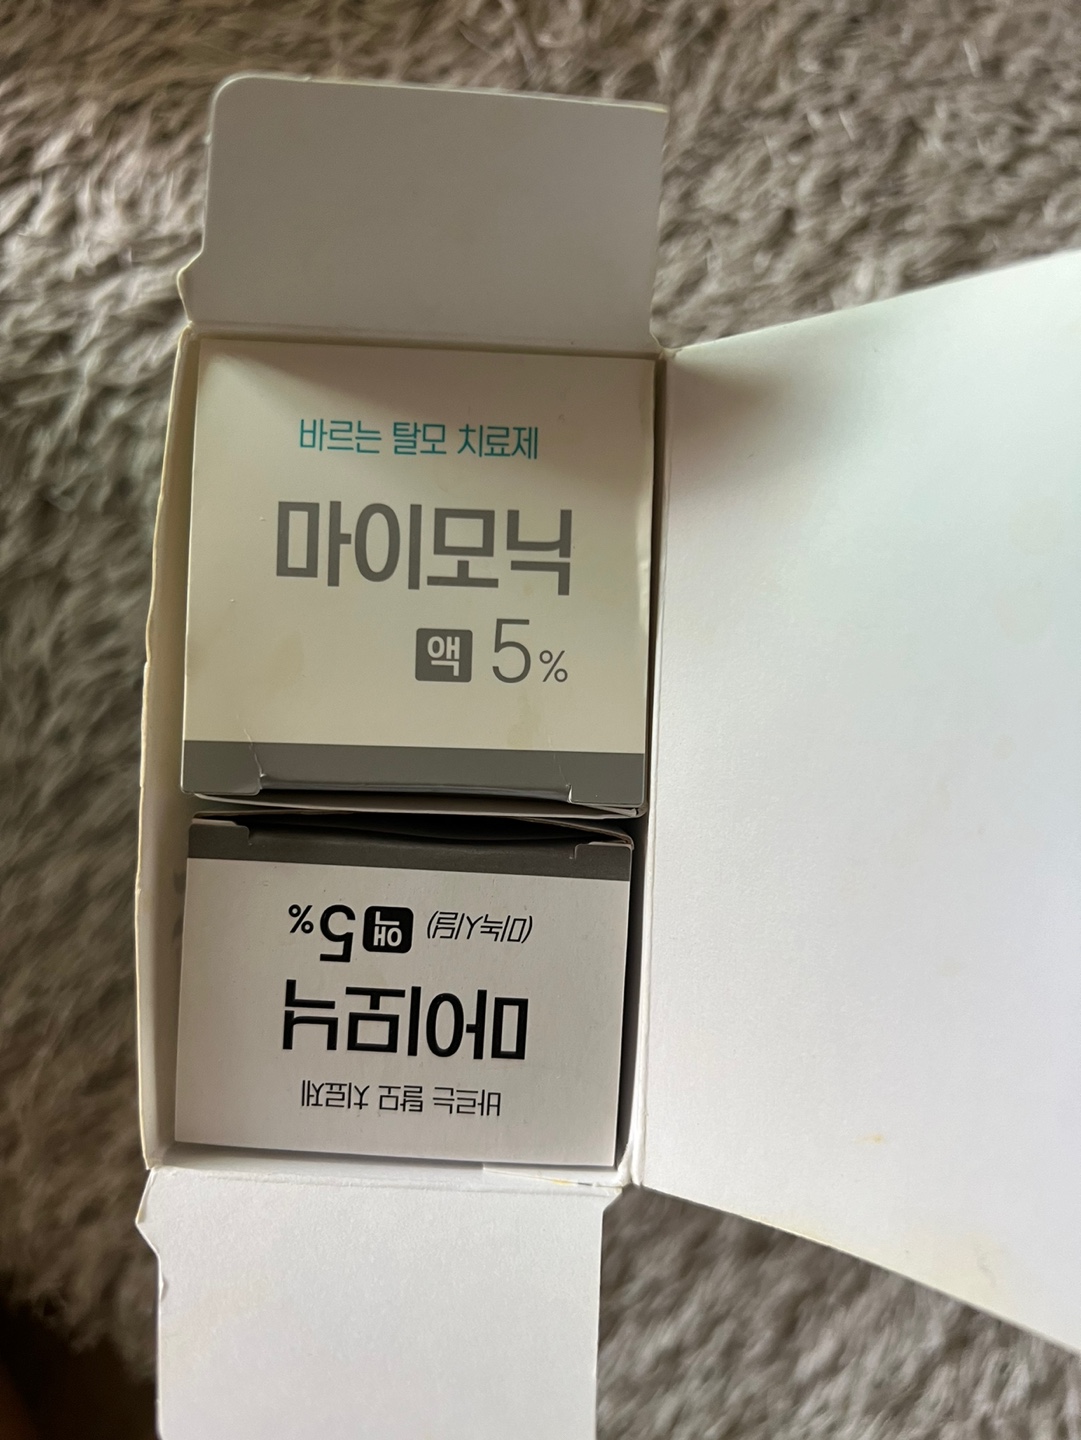 바르는 탈모 치료제
마이모닉
액 5%
바르는 탈모 치료제
마이모닉
(미녹시딜) 액 5%